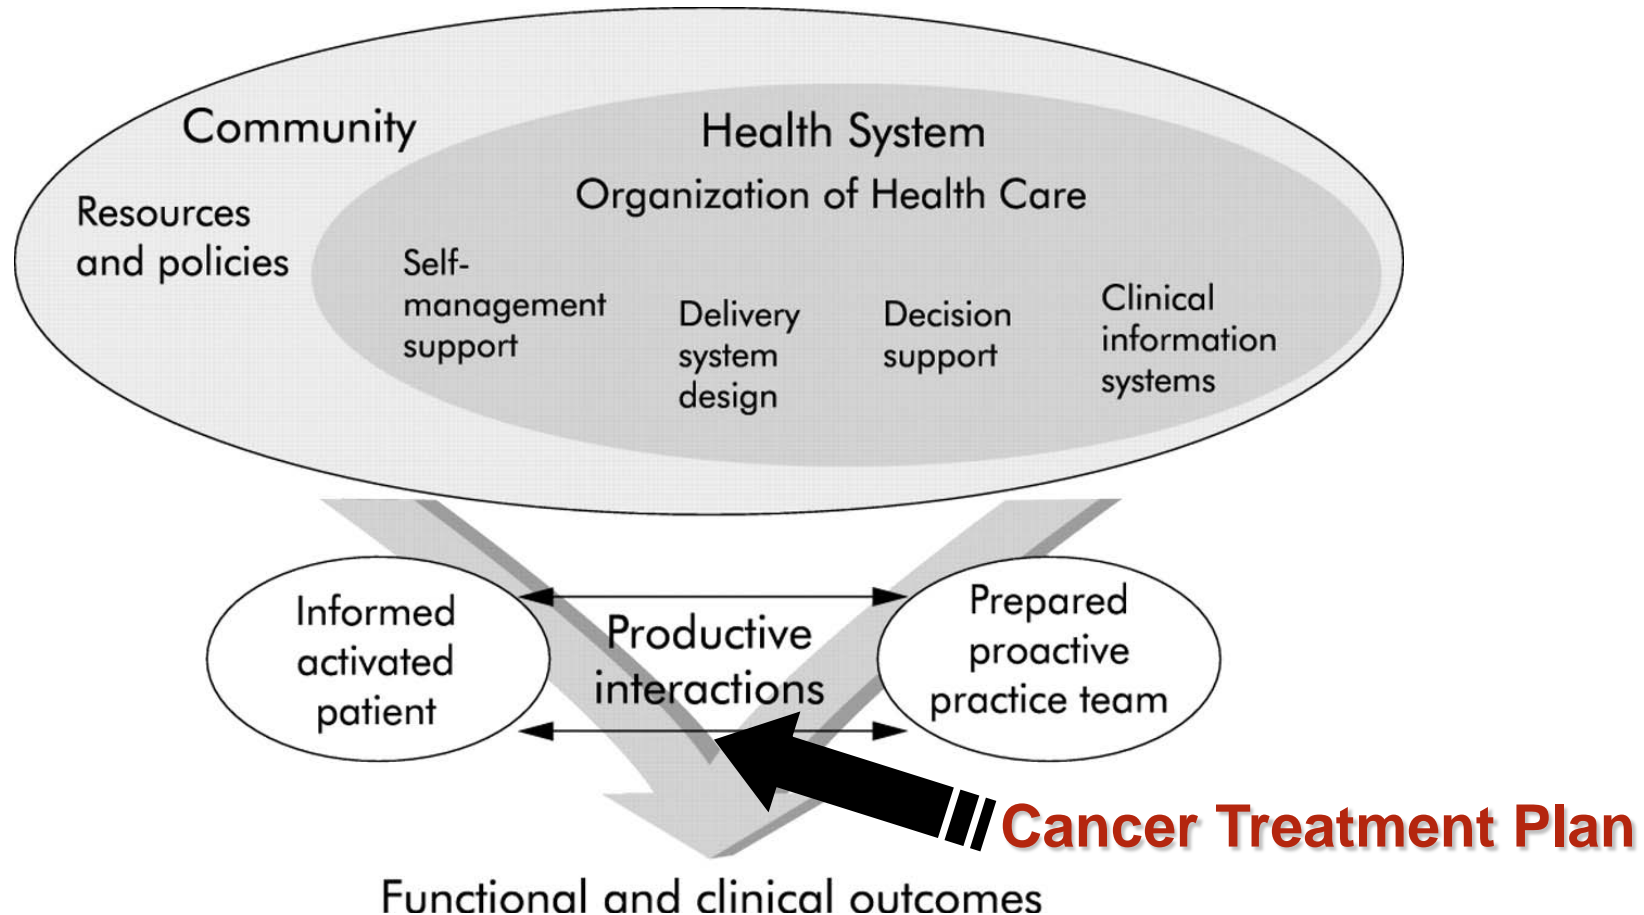 Community
Health System
Organization of Health Care
Resources
and policies
Self-
management
support
Delivery
system
design
Decision
support
Clinical
information
systems
Informed
activated
patient
Productive
interactions
Prepared
proactive
practice team
Cancer Treatment Plan
Functional and clinical outcomes